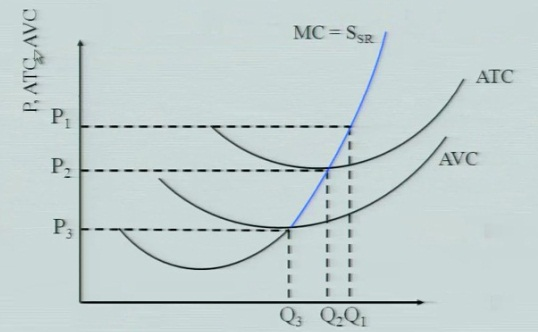 MC = S_SR
P, ATC, AVC
ATC
P₁
AVC
P₂
P₃
Q₃ Q₂Q₁